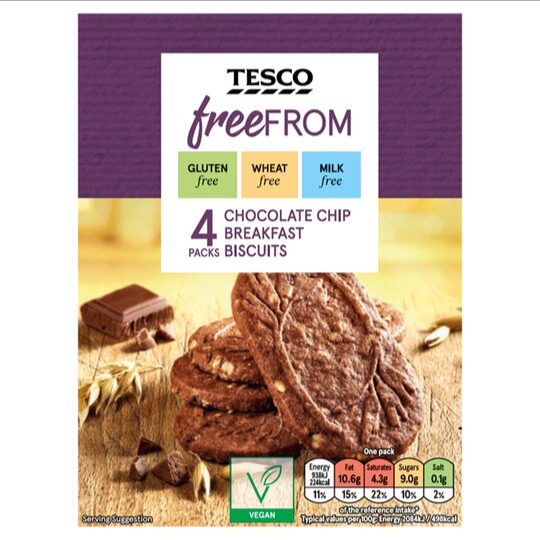 TESCO
freeFROM
GLUTEN free
WHEAT free
MILK free
4 PACKS
CHOCOLATE CHIP
BREAKFAST
BISCUITS
One pack
Energy 938kJ 224kcal 11%
Fat 10.6g 15%
Saturates 4.3g 22%
Sugars 9.0g 10%
Salt 0.1g 2%
of the reference intake*
Typical values per 100g: Energy 2084kJ / 498kcal
V
VEGAN
Serving Suggestion